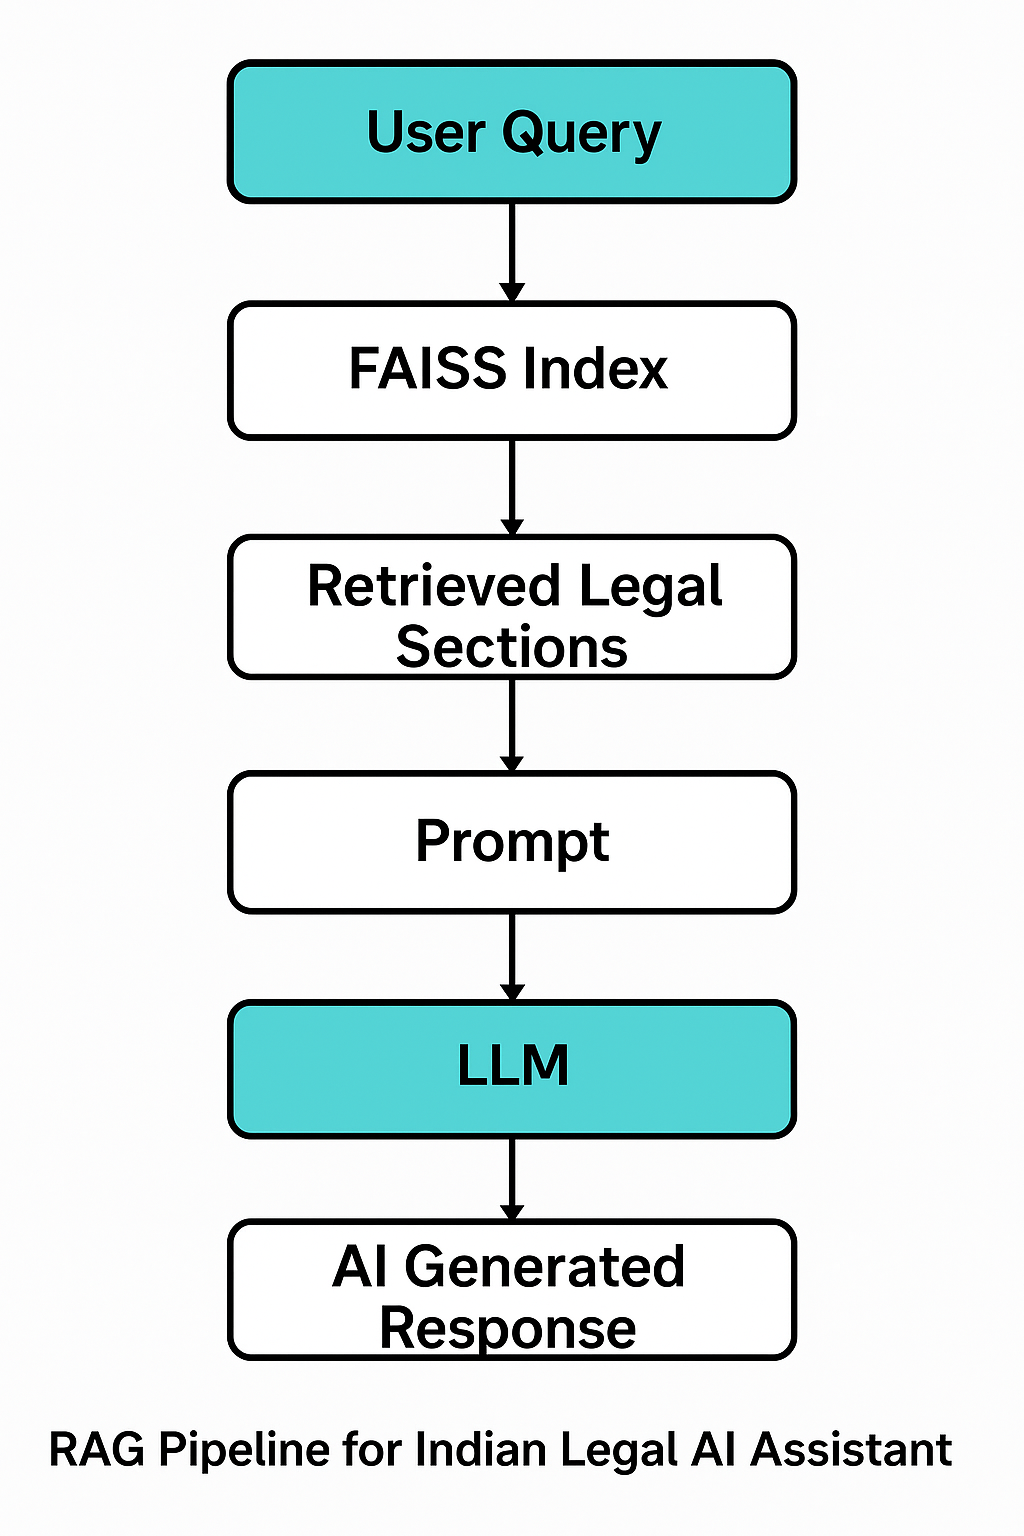 User Query
FAISS Index
Retrieved Legal
Sections
Prompt
LLM
AI Generated
Response
RAG Pipeline for Indian Legal AI Assistant